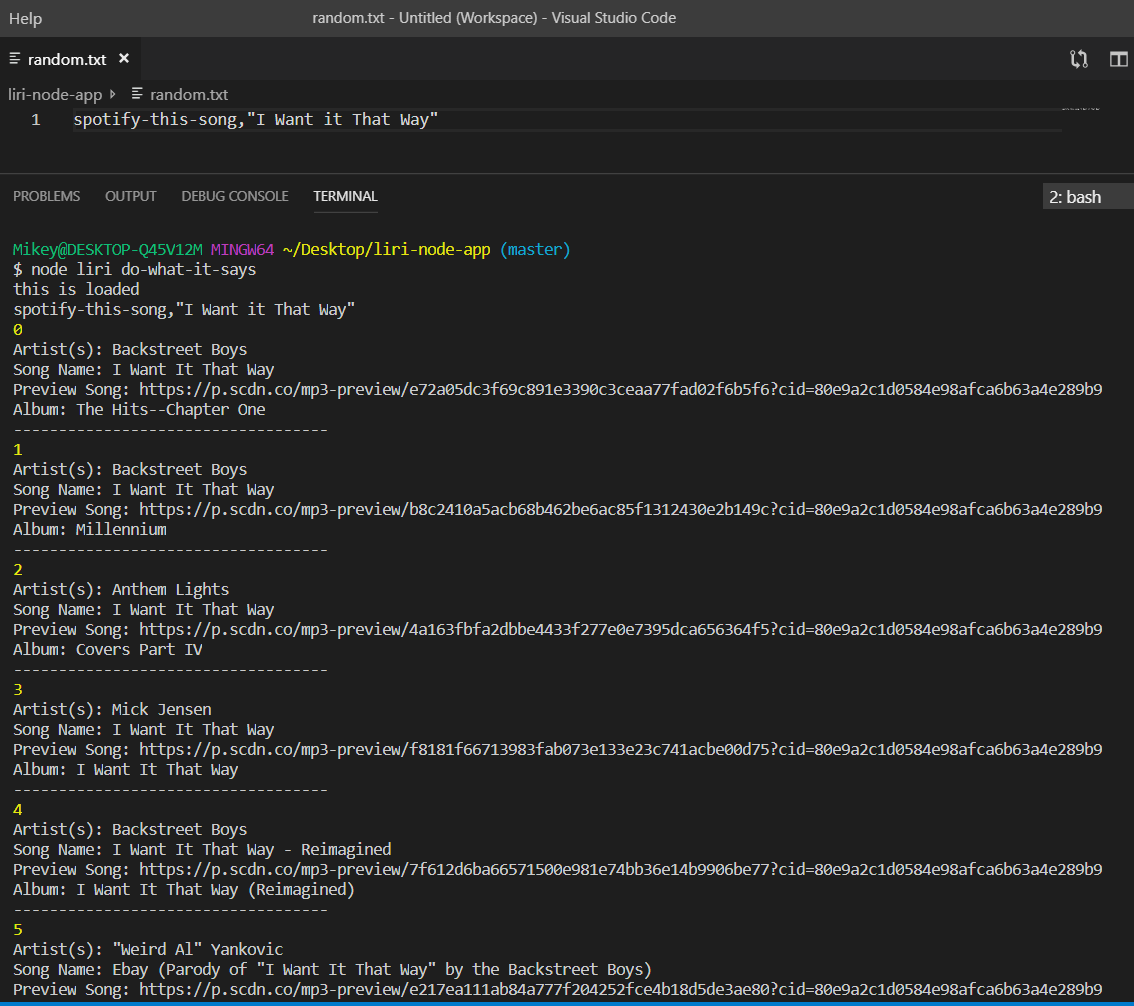 Help
random.txt - Untitled (Workspace) - Visual Studio Code
random.txt ×
liri-node-app › random.txt
1 spotify-this-song,"I Want it That Way"
PROBLEMS OUTPUT DEBUG CONSOLE TERMINAL 2: bash
Mikey@DESKTOP-Q45V12M MINGW64 ~/Desktop/liri-node-app (master)
$ node liri do-what-it-says
this is loaded
spotify-this-song,"I Want it That Way"
0
Artist(s): Backstreet Boys
Song Name: I Want It That Way
Preview Song: https://p.scdn.co/mp3-preview/e72a05dc3f69c891e3390c3ceaa77fad02f6b5f6?cid=80e9a2c1d0584e98afca6b63a4e289b9
Album: The Hits--Chapter One
-----------------------------------
1
Artist(s): Backstreet Boys
Song Name: I Want It That Way
Preview Song: https://p.scdn.co/mp3-preview/b8c2410a5acb68b462be6ac85f1312430e2b149c?cid=80e9a2c1d0584e98afca6b63a4e289b9
Album: Millennium
-----------------------------------
2
Artist(s): Anthem Lights
Song Name: I Want It That Way
Preview Song: https://p.scdn.co/mp3-preview/4a163fbfa2dbbe4433f277e0e7395dca656364f5?cid=80e9a2c1d0584e98afca6b63a4e289b9
Album: Covers Part IV
-----------------------------------
3
Artist(s): Mick Jensen
Song Name: I Want It That Way
Preview Song: https://p.scdn.co/mp3-preview/f8181f66713983fab073e133e23c741acbe00d75?cid=80e9a2c1d0584e98afca6b63a4e289b9
Album: I Want It That Way
-----------------------------------
4
Artist(s): Backstreet Boys
Song Name: I Want It That Way - Reimagined
Preview Song: https://p.scdn.co/mp3-preview/7f612d6ba66571500e981e74bb36e14b9906be77?cid=80e9a2c1d0584e98afca6b63a4e289b9
Album: I Want It That Way (Reimagined)
-----------------------------------
5
Artist(s): "Weird Al" Yankovic
Song Name: Ebay (Parody of "I Want It That Way" by the Backstreet Boys)
Preview Song: https://p.scdn.co/mp3-preview/e217ea111ab84a777f204252fce4b18d5de3ae80?cid=80e9a2c1d0584e98afca6b63a4e289b9